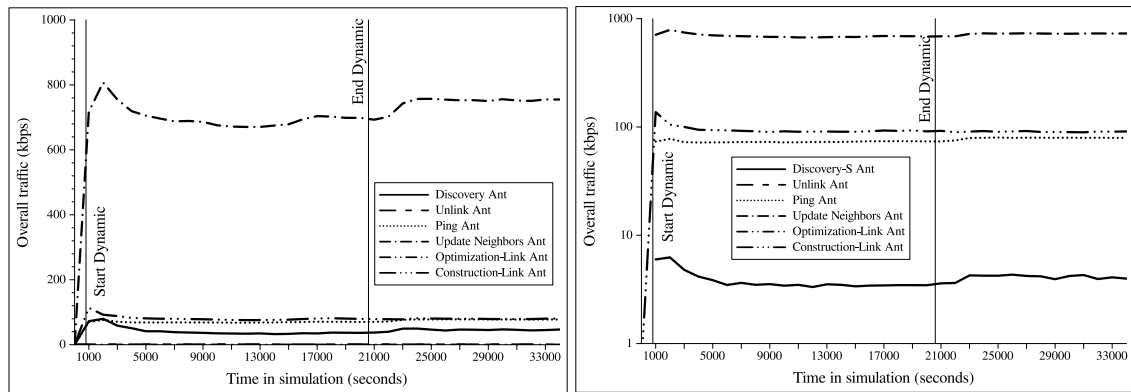 1000
800
600
400
200
0
Overall traffic (kbps)
Start Dynamic
End Dynamic
Discovery Ant
Unlink Ant
Ping Ant
Update Neighbors Ant
Optimization-Link Ant
Construction-Link Ant
1000 5000 9000 13000 17000 21000 25000 29000 33000
Time in simulation (seconds)
1000
100
10
1
Overall traffic (kbps)
Start Dynamic
End Dynamic
Discovery-S Ant
Unlink Ant
Ping Ant
Update Neighbors Ant
Optimization-Link Ant
Construction-Link Ant
1000 5000 9000 13000 17000 21000 25000 29000 33000
Time in simulation (seconds)